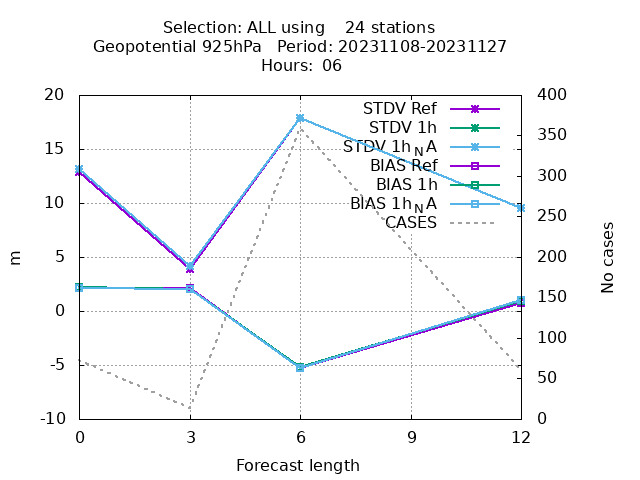 Selection: ALL using    24 stations
Geopotential 925hPa   Period: 20231108-20231127
Hours: 06
20
15
10
5
0
-5
-10
m
400
350
300
250
200
150
100
50
0
No cases
STDV Ref
STDV 1h
STDV 1h_NA
BIAS Ref
BIAS 1h
BIAS 1h_NA
CASES
0 3 6 9 12
Forecast length